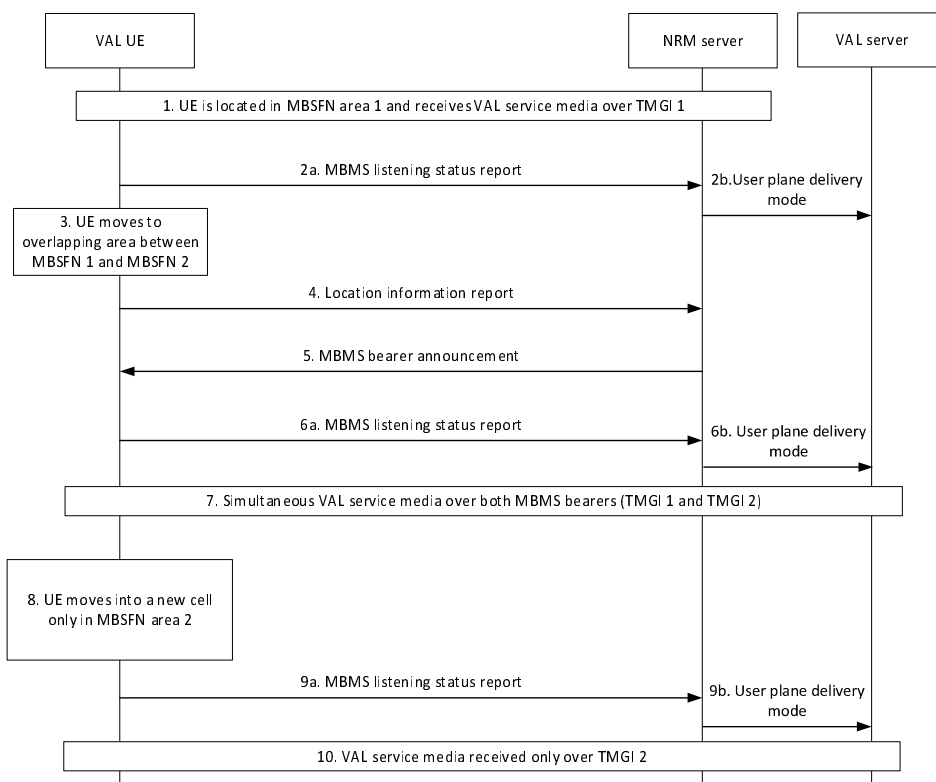 VAL UE
NRM server
VAL server
1. UE is located in MBSFN area 1 and receives VAL service media over TMGI 1
2a. MBMS listening status report
2b.User plane delivery
mode
3. UE moves to
overlapping area between
MBSFN 1 and MBSFN 2
4. Location information report
5. MBMS bearer announcement
6a. MBMS listening status report
6b. User plane delivery
mode
7. Simultaneous VAL service media over both MBMS bearers (TMGI 1 and TMGI 2)
8. UE moves into a new cell
only in MBSFN area 2
9a. MBMS listening status report
9b. User plane delivery
mode
10. VAL service media received only over TMGI 2